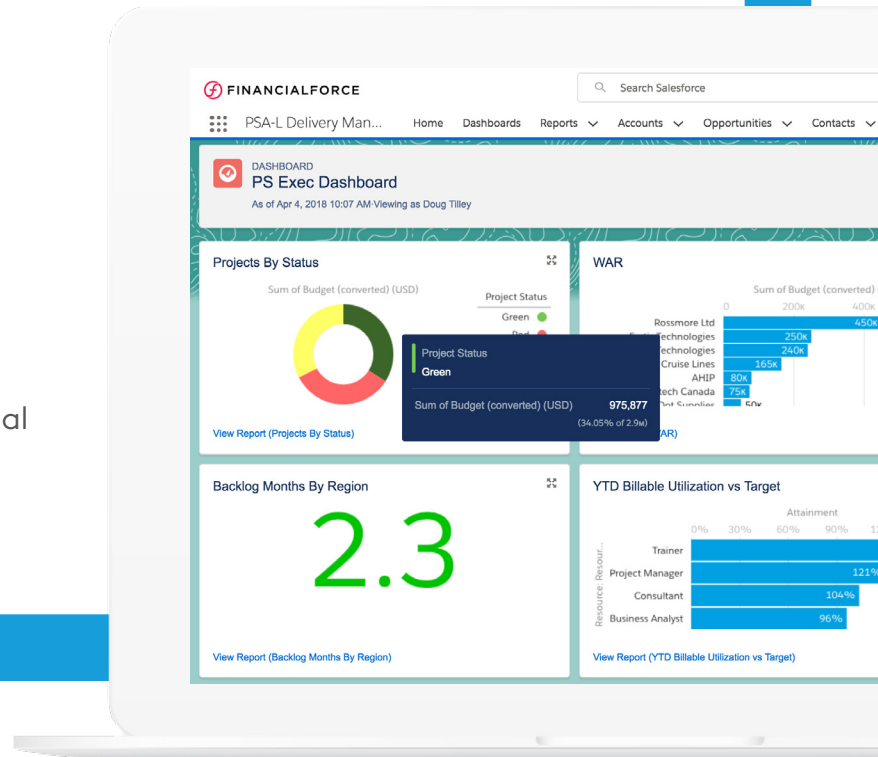 FINANCIALFORCE
Search Salesforce
PSA-L Delivery Man...
Home Dashboards Reports Accounts Opportunities Contacts
DASHBOARD
PS Exec Dashboard
As of Apr 4, 2018 10:07 AM·Viewing as Doug Tilley
Projects By Status
Sum of Budget (converted) (USD)
Project Status
Green
Project Status
Green
Sum of Budget (converted) (USD) 975,877
(34.05% of 2.9M)
View Report (Projects By Status)
WAR
Sum of Budget (converted)
0 200K 400K
Rossmore Ltd 450K
Technologies 250K
Technologies 240K
Cruise Lines 165K
AHIP 80K
tech Canada 75K
50K
AR)
al
Backlog Months By Region
2.3
View Report (Backlog Months By Region)
YTD Billable Utilization vs Target
Attainment
0% 30% 60% 90%
Resource: Resour...
Trainer
Project Manager 121%
Consultant 104%
Business Analyst 96%
View Report (YTD Billable Utilization vs Target)